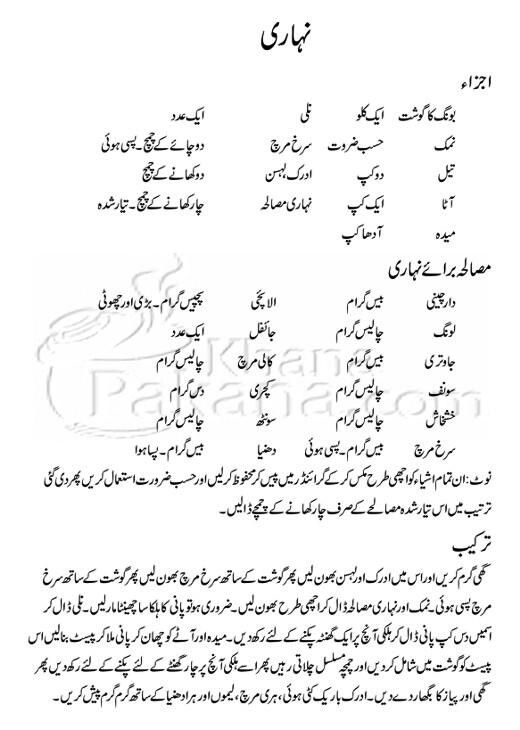 نہاری
اجزاء
بونگ کا گوشت ایک کلو نلی ایک عدد
نمک حسب ضروت سرخ مرچ دو چائے کے چمچ۔ پسی ہوئی
تیل دو کپ ادرک لہسن دو کھانے کے چمچ
آٹا ایک کپ نہاری مصالحہ چار کھانے کے چمچ۔ تیار شدہ
میدہ آدھا کپ
مصالحہ برائے نہاری
دارچینی بیس گرام الائچی پچیس گرام۔ بڑی اور چھوٹی
لونگ چالیس گرام جائفل ایک عدد
جاوتری بیس گرام کالی مرچ چالیس گرام
سونف چالیس گرام کچری دس گرام
خشخاش چالیس گرام سونٹھ چالیس گرام
سرخ مرچ بیس گرام۔ پسی ہوئی دھنیا بیس گرام۔ پسا ہوا
Khana
Pakana.com
نوٹ: ان تمام اشیاء کو اچھی طرح مکس کر کے گرائنڈر میں پیس کر محفوظ کر لیں اور حسب ضرورت استعمال کریں پھر دی گئی
ترتیب میں اس تیار شدہ مصالحے کے صرف چار کھانے کے چمچے ڈالیں۔
ترکیب
گھی گرم کریں اور اس میں ادرک اور لہسن بھون لیں پھر گوشت کے ساتھ سرخ مرچ بھون لیں پھر گوشت کے ساتھ سرخ
مرچ پسی ہوئی۔ نمک اور نہاری مصالحہ ڈال کر اچھی طرح بھون لیں۔ ضروری ہو تو پانی کا ہلکا سا چھینٹا مار لیں۔ نلی ڈال کر
اسمیں دس کپ پانی ڈال کر ہلکی آنچ پر ایک گھنٹہ پکنے کے لئے رکھ دیں۔ میدہ اور آٹے کو چھان کر پانی ملا کر پیسٹ بنالیں اس
پیسٹ کو گوشت میں شامل کر دیں اور چمچہ مسلسل چلاتی رہیں پھر اسے ہلکی آنچ پر چار گھنٹے کے لئے پکنے کے لئے رکھ دیں پھر
گھی اور پیاز کا بگھار دے دیں۔ ادرک باریک کٹی ہوئی، ہری مرچ، لیموں اور ہرا دھنیا کے ساتھ گرم گرم پیش کریں۔